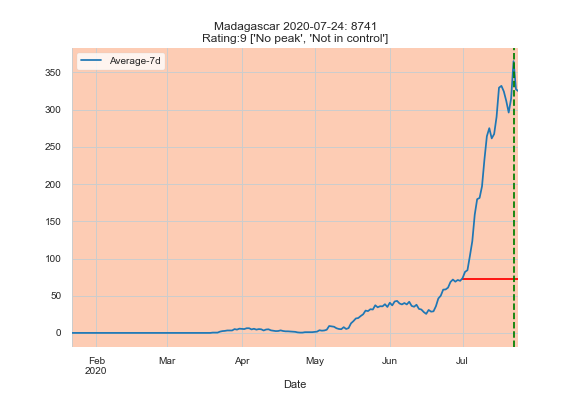 Madagascar 2020-07-24: 8741
Rating:9 ['No peak', 'Not in control']
Average-7d
350
300
250
200
150
100
50
0
Feb Mar Apr May Jun Jul
2020
Date